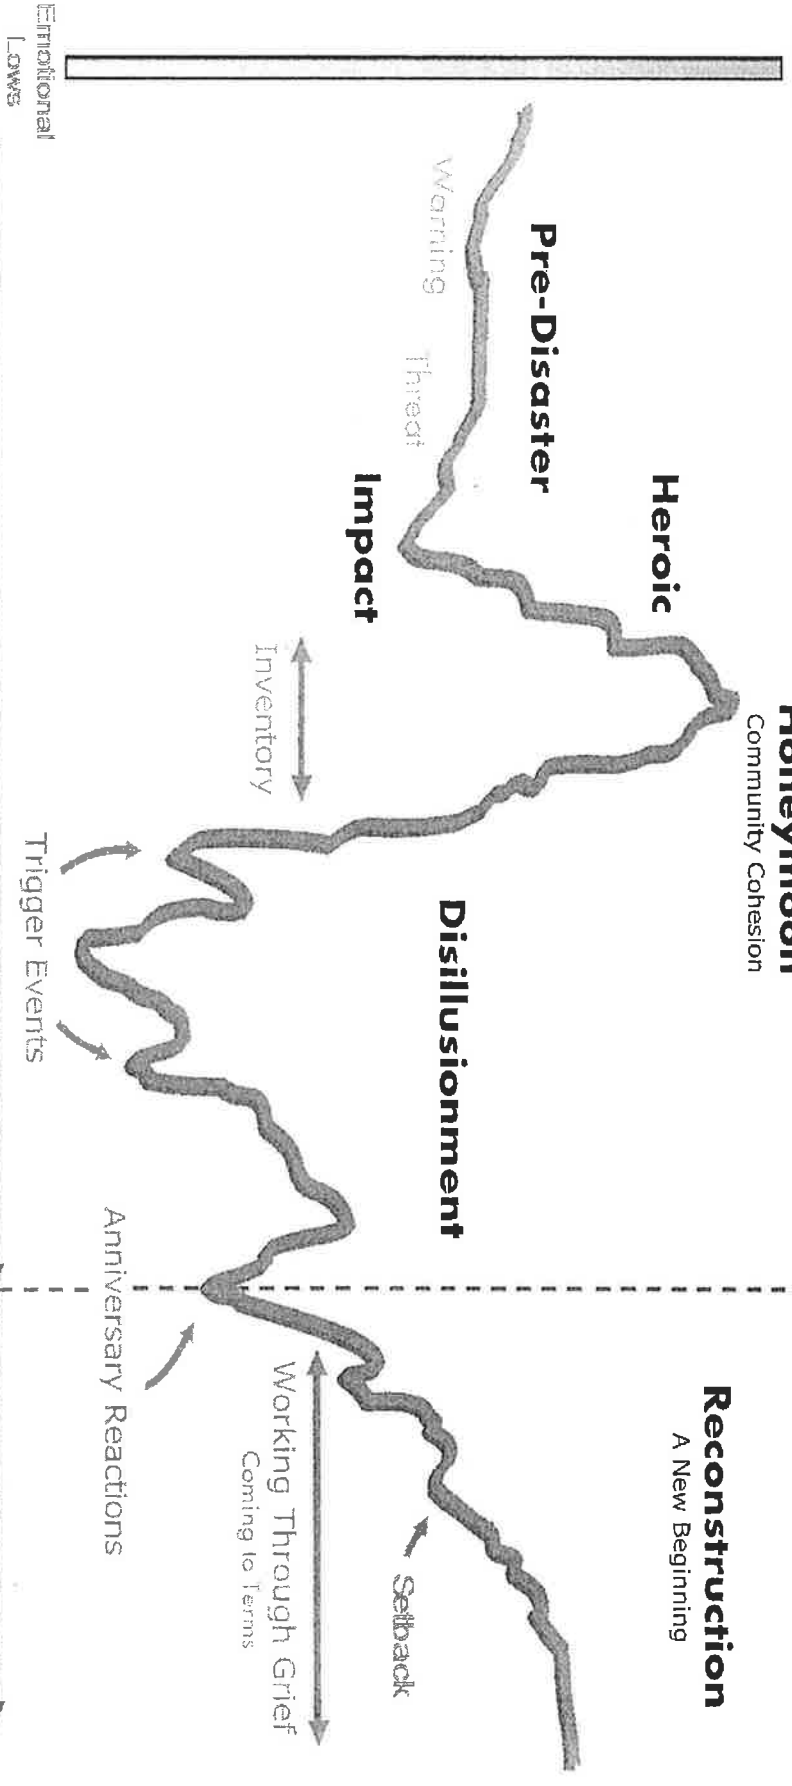 Honeymoon
Community Cohesion
Reconstruction
A New Beginning
Heroic
Pre-Disaster
Disillusionment
Warning
Threat
Setback
Impact
Working Through Grief
Coming to Terms
Inventory
Anniversary Reactions
Trigger Events
Emotional
Lows